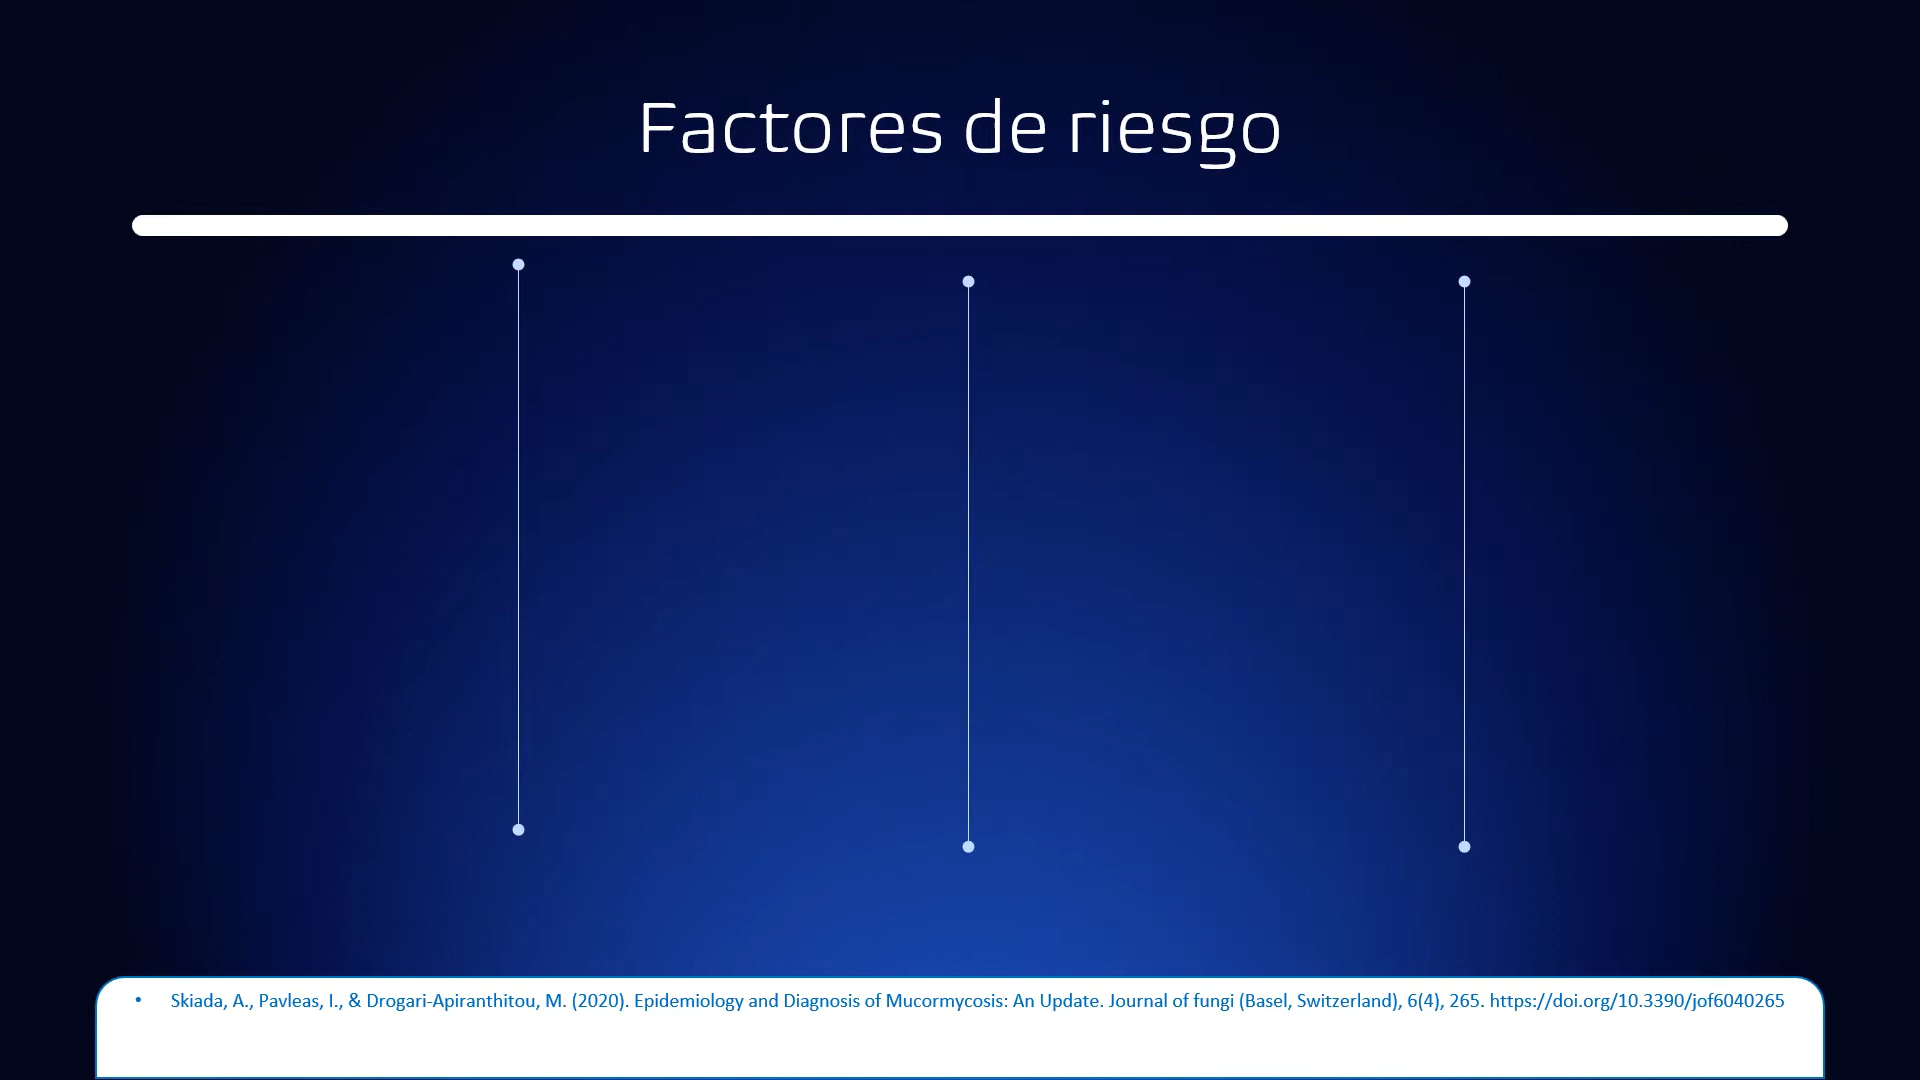 Factores de riesgo
• Skiada, A., Pavleas, I., & Drogari-Apiranthitou, M. (2020). Epidemiology and Diagnosis of Mucormycosis: An Update. Journal of fungi (Basel, Switzerland), 6(4), 265. https://doi.org/10.3390/jof6040265